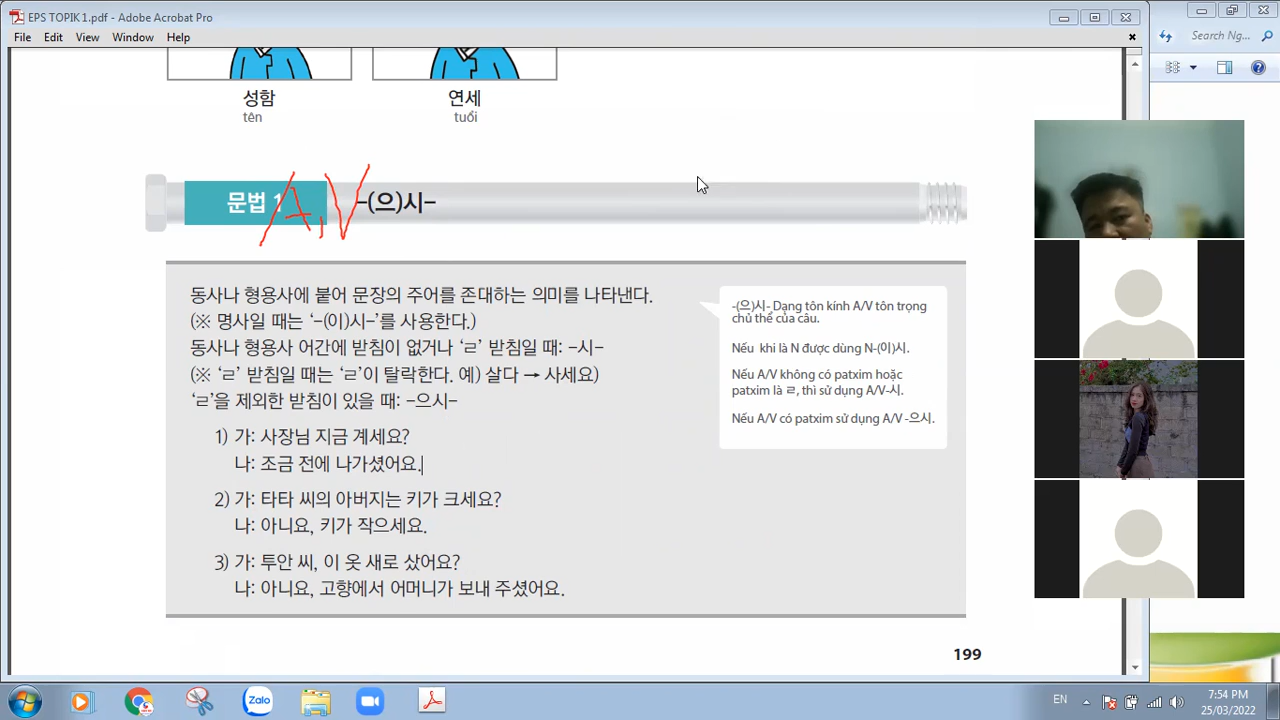 EPS TOPIK 1.pdf - Adobe Acrobat Pro
File Edit View Window Help
Search Ng...
성함
연세
tên
tuổi
문법 1
A,V
-(으)시-
동사나 형용사에 붙어 문장의 주어를 존대하는 의미를 나타낸다.
(※ 명사일 때는 ‘-(이)시-’를 사용한다.)
동사나 형용사 어간에 받침이 없거나 ‘ㄹ’ 받침일 때: -시-
(※ ‘ㄹ’ 받침일 때는 ‘ㄹ’이 탈락한다. 예) 살다 → 사세요)
‘ㄹ’을 제외한 받침이 있을 때: -으시-
1) 가: 사장님 지금 계세요?
나: 조금 전에 나가셨어요.
2) 가: 타타 씨의 아버지는 키가 크세요?
나: 아니요, 키가 작으세요.
3) 가: 투안 씨, 이 옷 새로 샀어요?
나: 아니요, 고향에서 어머니가 보내 주셨어요.
-(으)시- Dạng tôn kính A/V tôn trọng
chủ thể của câu.
Nếu khi là N được dùng N-(이)시.
Nếu A/V không có patxim hoặc
patxim là ㄹ, thì sử dụng A/V-시.
Nếu A/V có patxim sử dụng A/V -으시.
199
Zalo
EN
7:54 PM
25/03/2022